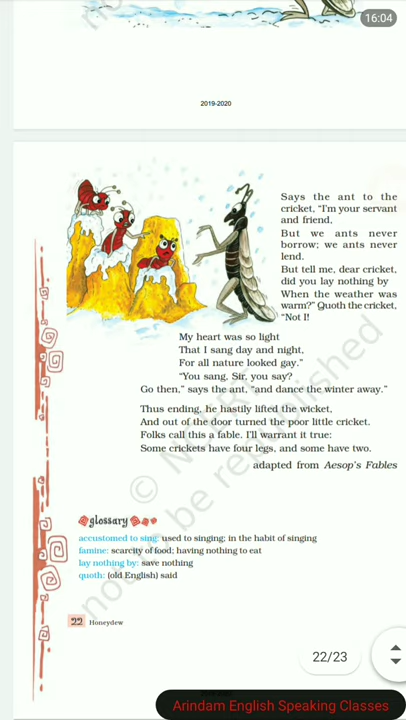 16:04
2019-2020
Says the ant to the
cricket, “I’m your servant
and friend,
But we ants never
borrow; we ants never
lend.
But tell me, dear cricket,
did you lay nothing by
When the weather was
warm?” Quoth the cricket,
“Not I!
My heart was so light
That I sang day and night,
For all nature looked gay.”
“You sang, Sir, you say?
Go then,” says the ant, “and dance the winter away.”
Thus ending, he hastily lifted the wicket,
And out of the door turned the poor little cricket.
Folks call this a fable. I’ll warrant it true:
Some crickets have four legs, and some have two.
adapted from Aesop’s Fables
glossary
accustomed to sing: used to singing; in the habit of singing
famine: scarcity of food; having nothing to eat
lay nothing by: save nothing
quoth: (old English) said
22 Honeydew
22/23
Arindam English Speaking Classes